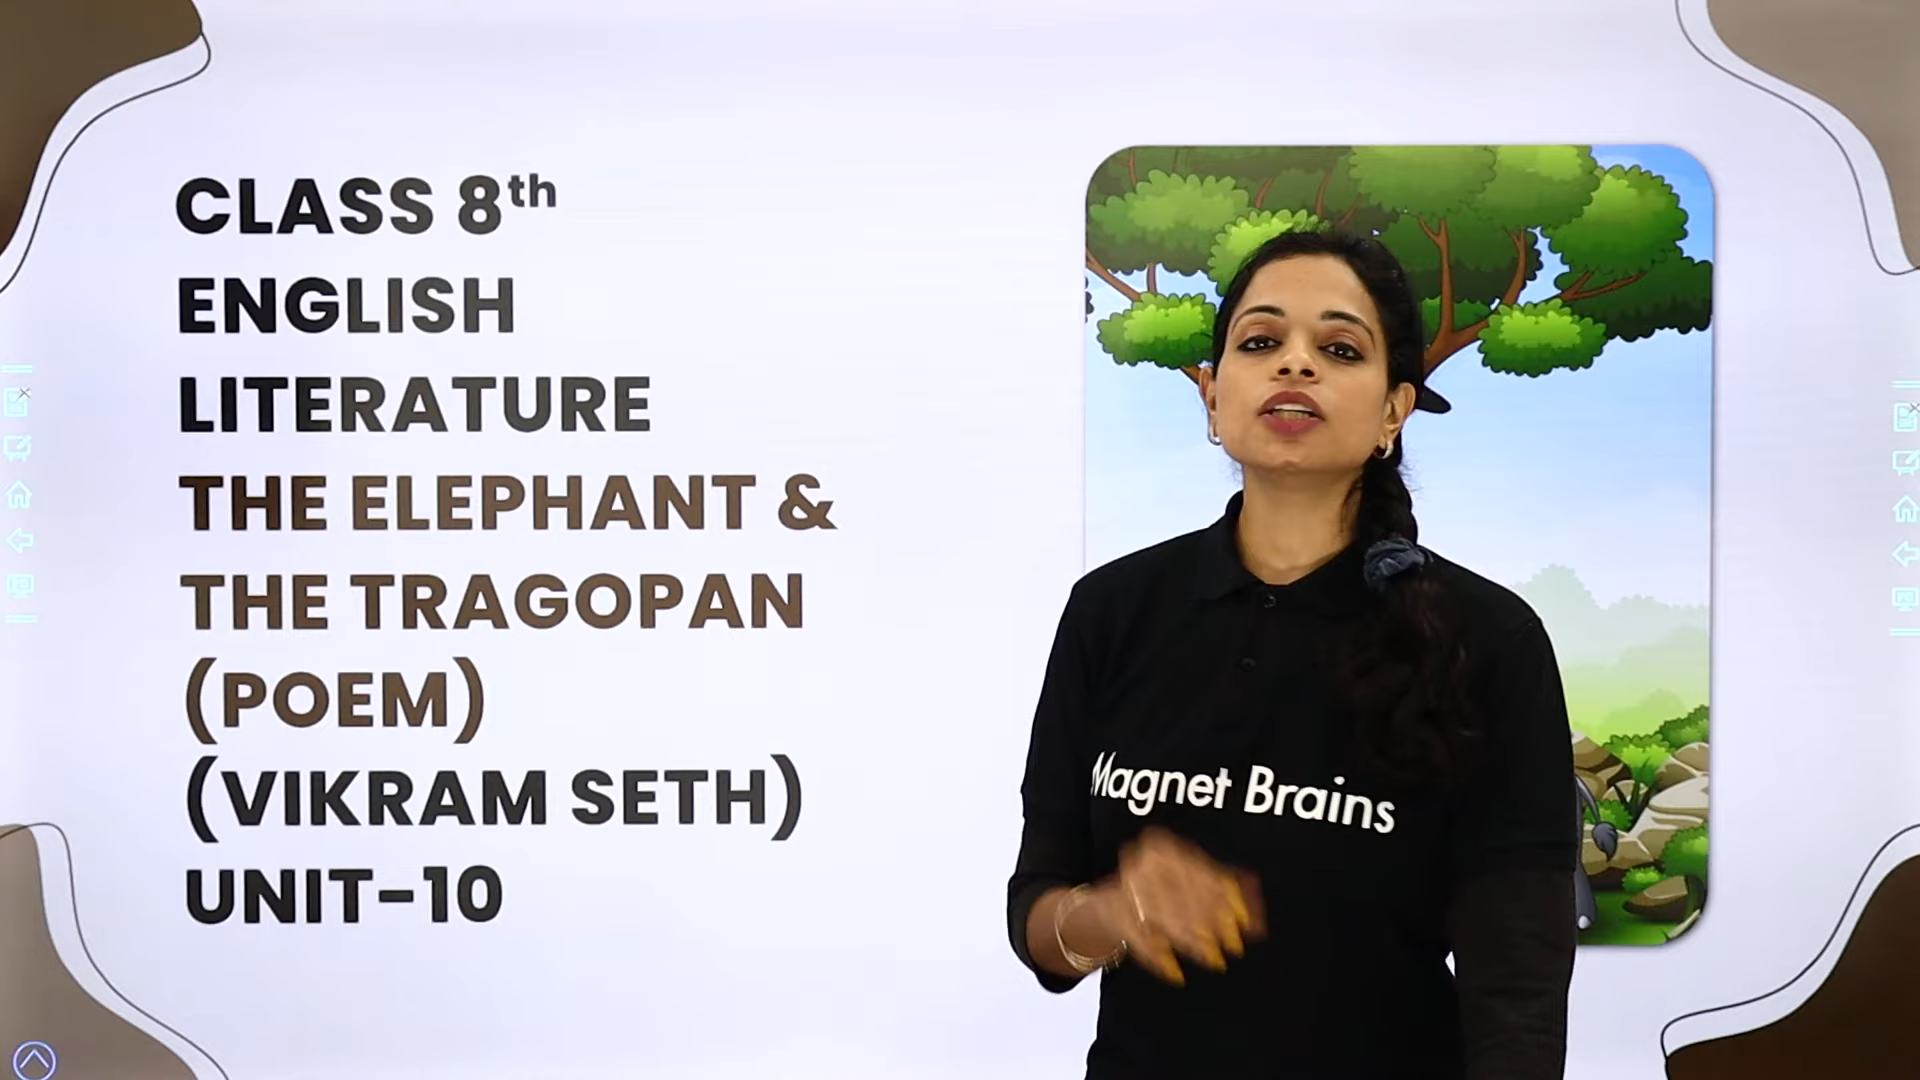 CLASS 8th
ENGLISH
LITERATURE
THE ELEPHANT &
THE TRAGOPAN
(POEM)
(VIKRAM SETH)
UNIT-10
Magnet Brains